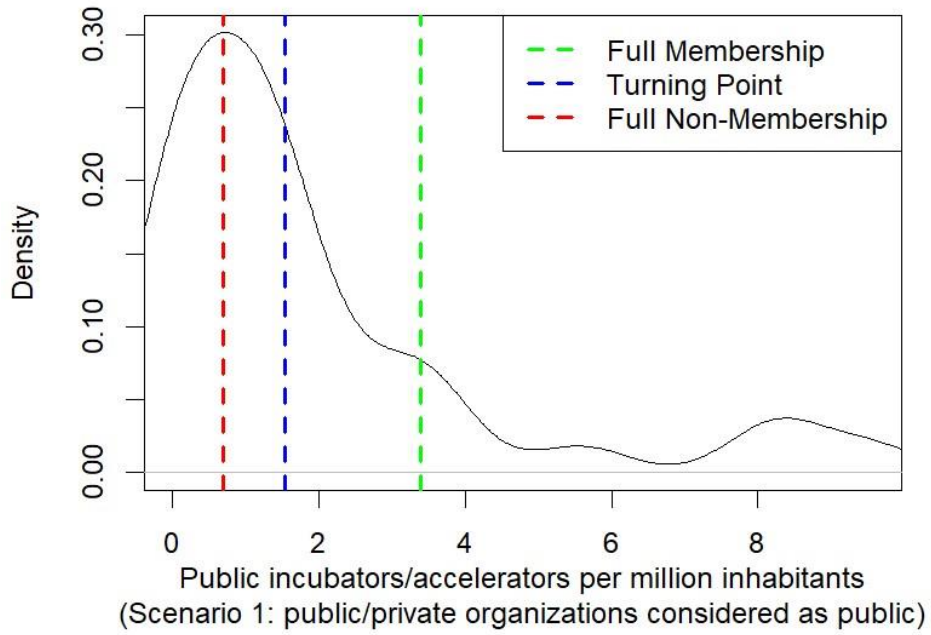 Full Membership
Turning Point
Full Non-Membership
Density
0.30
0.20
0.10
0.00
0 2 4 6 8
Public incubators/accelerators per million inhabitants
(Scenario 1: public/private organizations considered as public)